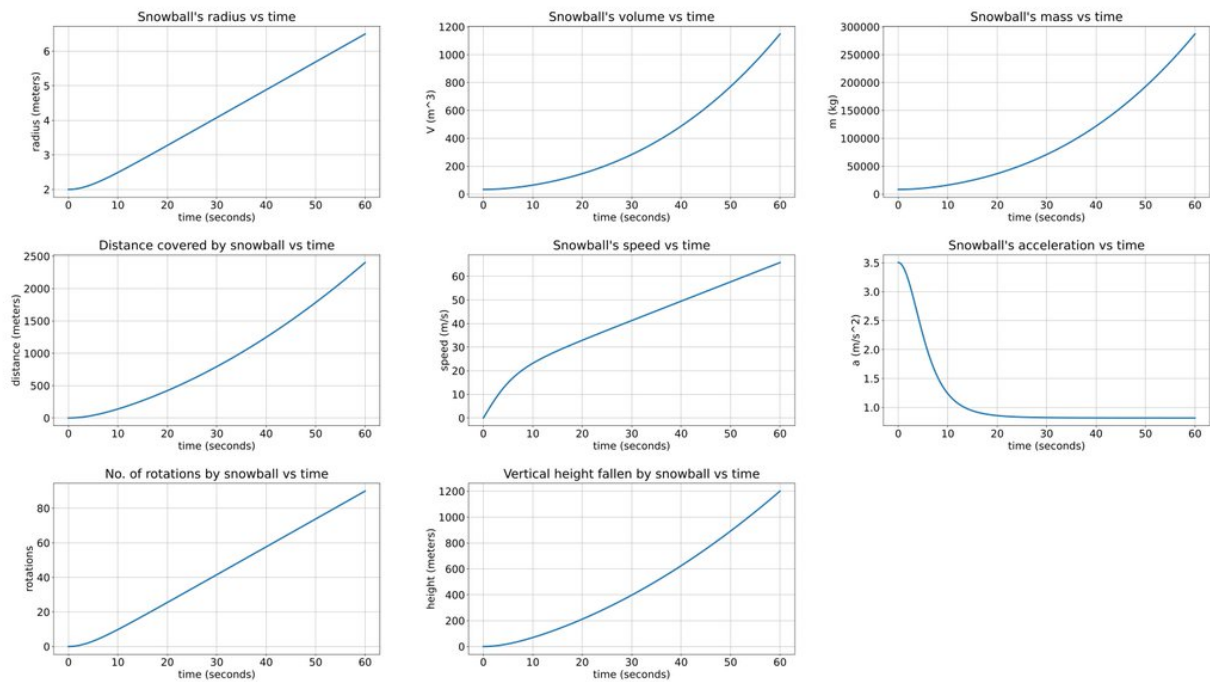 Snowball's radius vs time
radius (meters)
6
5
4
3
2
0 10 20 30 40 50 60
time (seconds)
Snowball's volume vs time
V (m^3)
1200
1000
800
600
400
200
0
0 10 20 30 40 50 60
time (seconds)
Snowball's mass vs time
m (kg)
300000
250000
200000
150000
100000
50000
0
0 10 20 30 40 50 60
time (seconds)
Distance covered by snowball vs time
distance (meters)
2500
2000
1500
1000
500
0
0 10 20 30 40 50 60
time (seconds)
Snowball's speed vs time
speed (m/s)
60
50
40
30
20
10
0
0 10 20 30 40 50 60
time (seconds)
Snowball's acceleration vs time
a (m/s^2)
3.5
3.0
2.5
2.0
1.5
1.0
0 10 20 30 40 50 60
time (seconds)
No. of rotations by snowball vs time
rotations
80
60
40
20
0
0 10 20 30 40 50 60
time (seconds)
Vertical height fallen by snowball vs time
height (meters)
1200
1000
800
600
400
200
0
0 10 20 30 40 50 60
time (seconds)